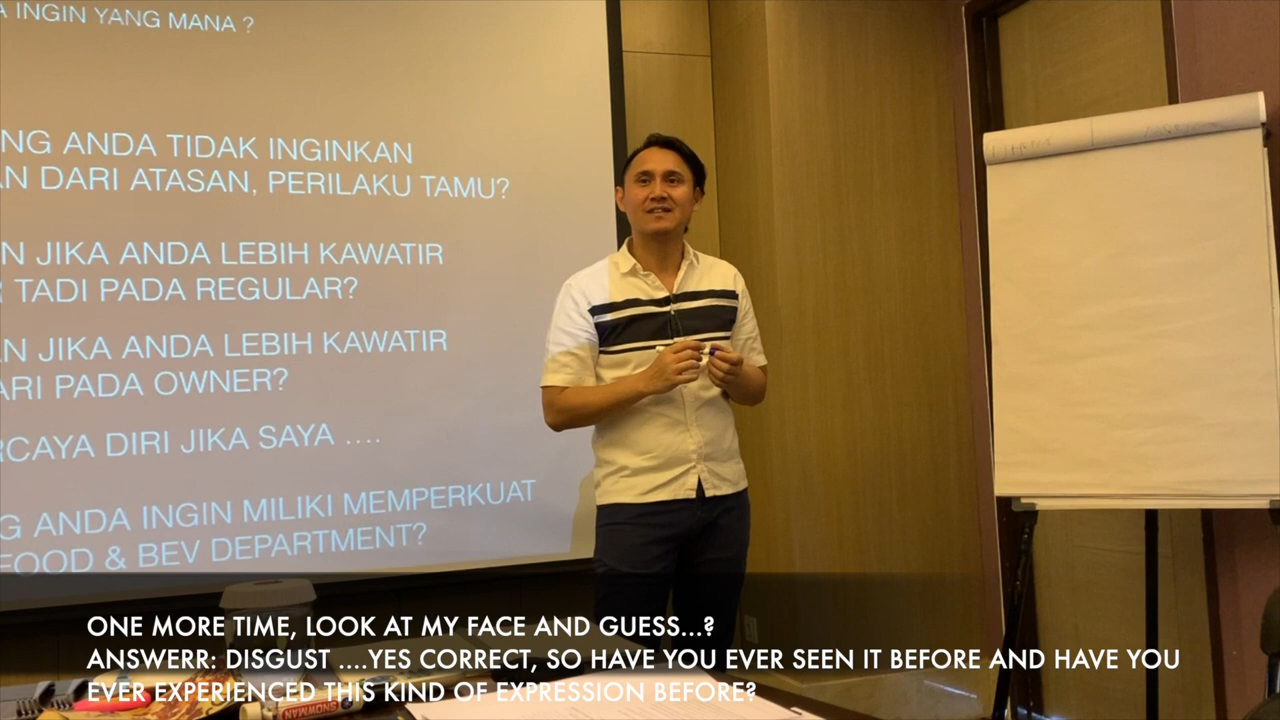 INGIN YANG MANA ?
NG ANDA TIDAK INGINKAN
AN DARI ATASAN, PERILAKU TAMU?
AN JIKA ANDA LEBIH KAWATIR
R TADI PADA REGULAR?
AN JIKA ANDA LEBIH KAWATIR
ARI PADA OWNER?
RCAYA DIRI JIKA SAYA ....
G ANDA INGIN MILIKI MEMPERKUAT
FOOD & BEV DEPARTMENT?
ONE MORE TIME, LOOK AT MY FACE AND GUESS...?
ANSWERR: DISGUST ....YES CORRECT, SO HAVE YOU EVER SEEN IT BEFORE AND HAVE YOU
EVER EXPERIENCED THIS KIND OF EXPRESSION BEFORE?
SNOWMAN